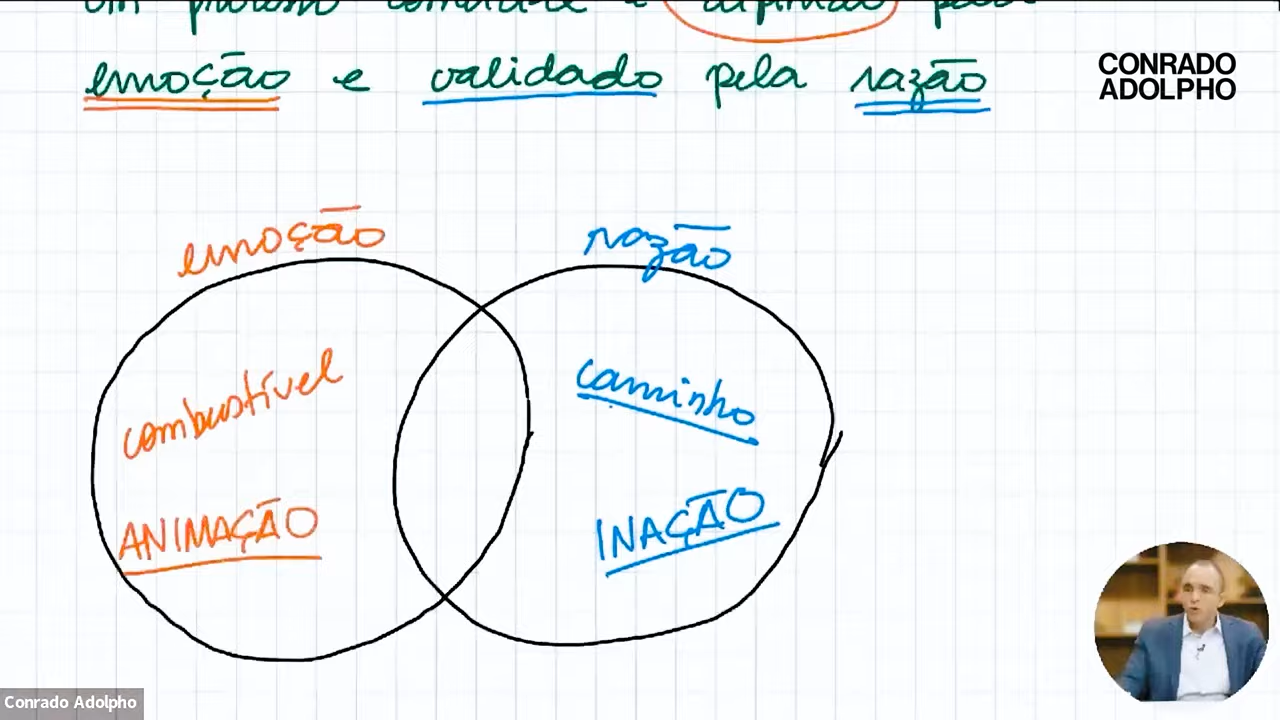 emoção e validado pela razão
CONRADO
ADOLPHO
emoção
razão
combustível
caminho
ANIMAÇÃO
INAÇÃO
Conrado Adolpho